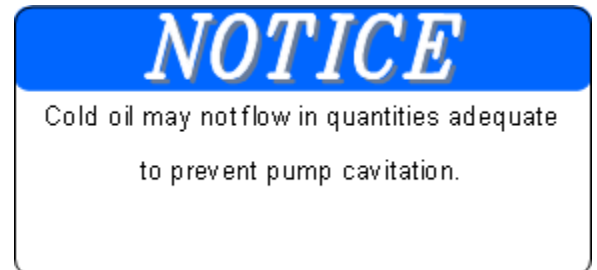 NOTICE
Cold oil may not flow in quantities adequate
to prevent pump cavitation.